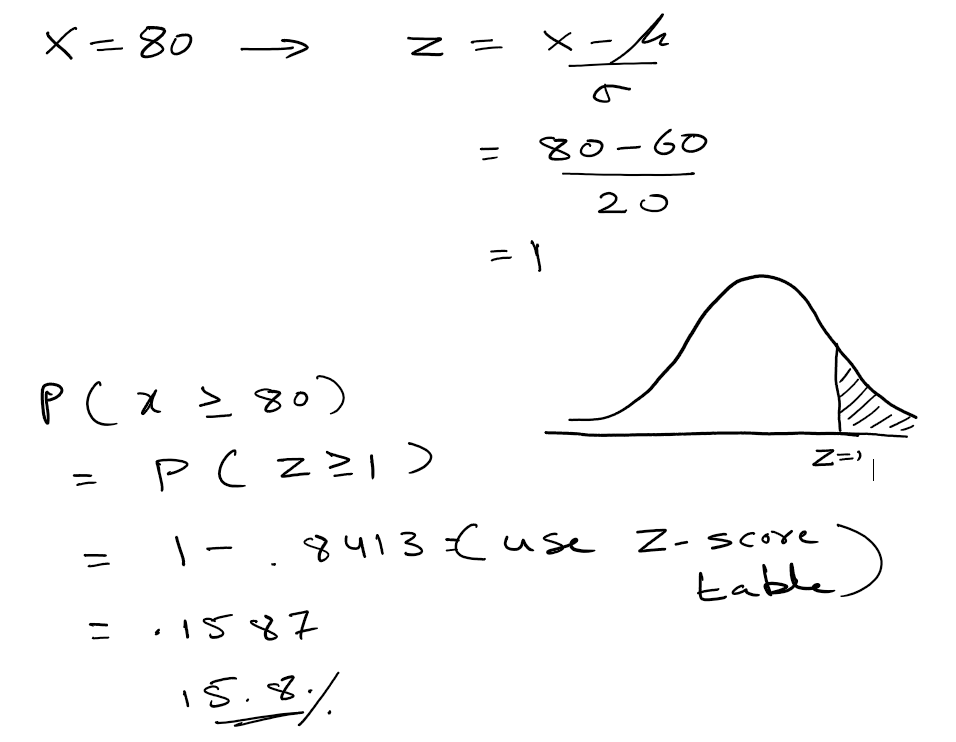 X = 80 → z = x - μ / σ
= 80 - 60 / 20
= 1
P ( x ≥ 80 )
= P ( z ≥ 1 )
z = 1
= 1 - .8413 = ( use z-score table )
= .1587
15.8%